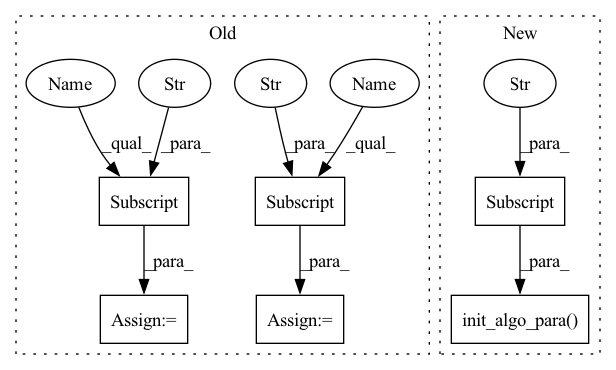 Old
New
Name
Str
Str
Name
Str
_qual_
_para_
_para_
_qual_
_para_
Subscript
Subscript
Subscript
_para_
_para_
_para_
Assign:=
Assign:=
init_algo_para()